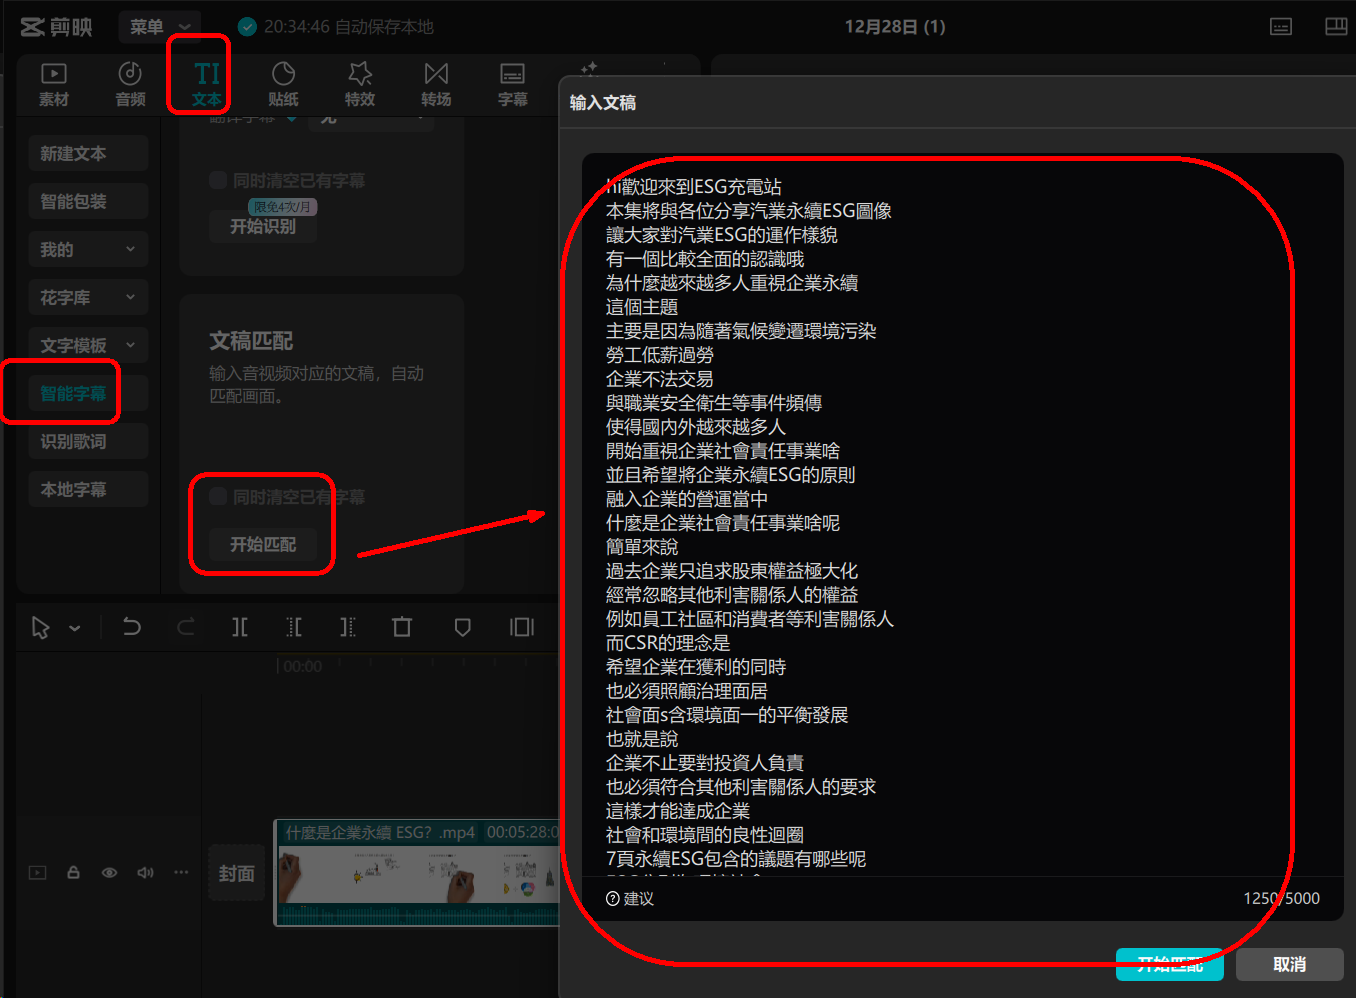 剪映
菜单
20:34:46 自动保存本地
12月28日 (1)
素材
音频
TI
文本
贴纸
特效
转场
字幕
新建文本
智能包装
我的
花字库
文字模板
智能字幕
识别歌词
本地字幕
翻译字幕
无
同时清空已有字幕
限免4次/月
开始识别
文稿匹配
输入音视频对应的文稿，自动
匹配画面。
同时清空已有字幕
开始匹配
输入文稿
hi歡迎來到ESG充電站
本集將與各位分享汽業永續ESG圖像
讓大家對汽業ESG的運作樣貌
有一個比較全面的認識哦
為什麼越來越多人重視企業永續
這個主題
主要是因為隨著氣候變遷環境污染
勞工低薪過勞
企業不法交易
與職業安全衛生等事件頻傳
使得國內外越來越多人
開始重視企業社會責任事業啥
並且希望將企業永續ESG的原則
融入企業的營運當中
什麼是企業社會責任事業啥呢
簡單來說
過去企業只追求股東權益極大化
經常忽略其他利害關係人的權益
例如員工社區和消費者等利害關係人
而CSR的理念是
希望企業在獲利的同時
也必須照顧治理面居
社會面s含環境面一的平衡發展
也就是說
企業不止要對投資人負責
也必須符合其他利害關係人的要求
這樣才能達成企業
社會和環境間的良性迴圈
7頁永續ESG包含的議題有哪些呢
建议
1250/5000
开始匹配
取消
00:00
什麼是企業永續 ESG? .mp4 00:05:28:0
封面